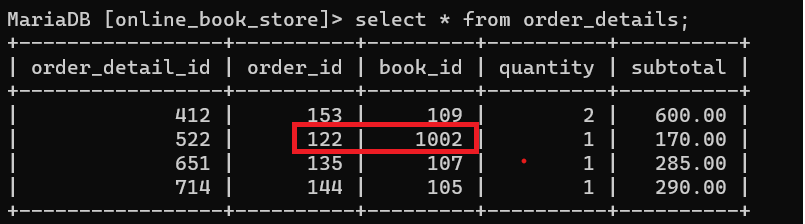 MariaDB [online_book_store]> select * from order_details;
+-----------------+----------+---------+----------+----------+
| order_detail_id | order_id | book_id | quantity | subtotal |
+-----------------+----------+---------+----------+----------+
|             412 |      153 |     109 |        2 |   600.00 |
|             522 |      122 |    1002 |        1 |   170.00 |
|             651 |      135 |     107 |        1 |   285.00 |
|             714 |      144 |     105 |        1 |   290.00 |
+-----------------+----------+---------+----------+----------+